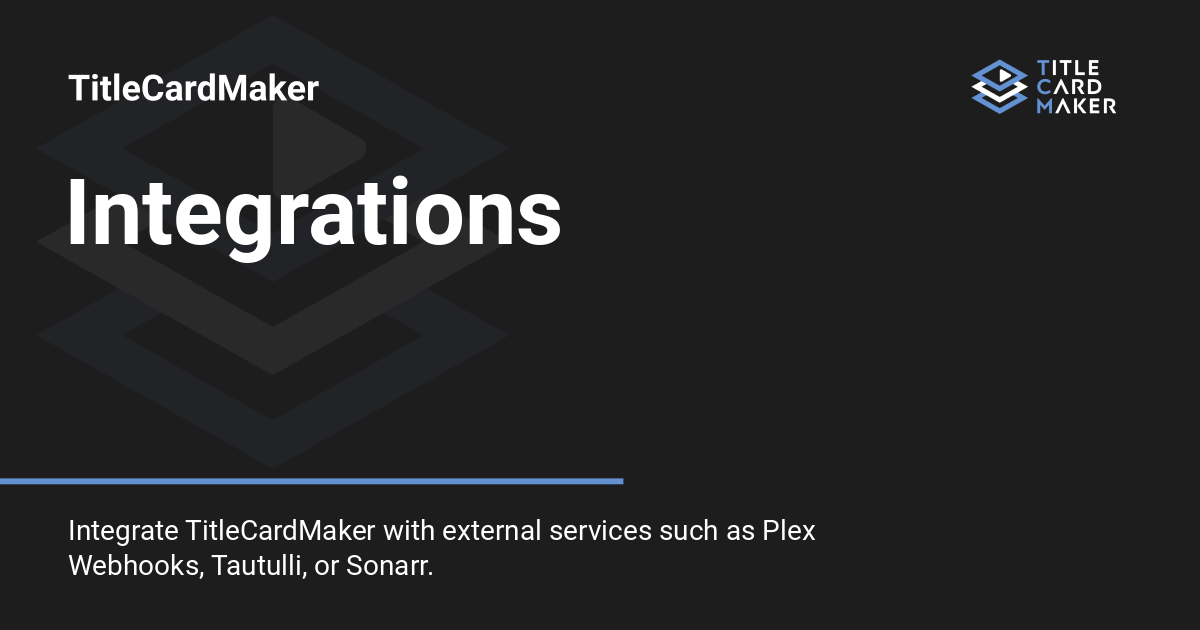 TitleCardMaker
TITLE
CARD
MAKER
Integrations
Integrate TitleCardMaker with external services such as Plex
Webhooks, Tautulli, or Sonarr.